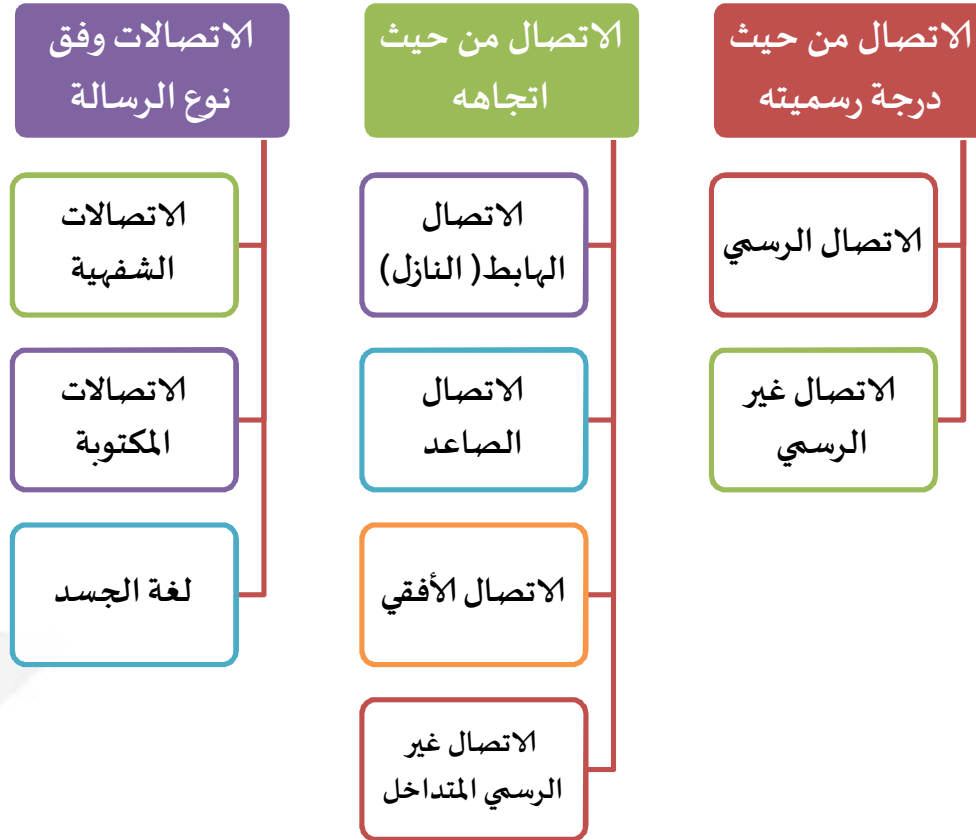 الاتصال من حيث
درجة رسميته
الاتصال الرسمي
الاتصال غير
الرسمي
الاتصال من حيث
اتجاهه
الاتصال
الهابط( النازل)
الاتصال
الصاعد
الاتصال الأفقي
الاتصال غير
الرسمي المتداخل
الاتصالات وفق
نوع الرسالة
الاتصالات
الشفهية
الاتصالات
المكتوبة
لغة الجسد